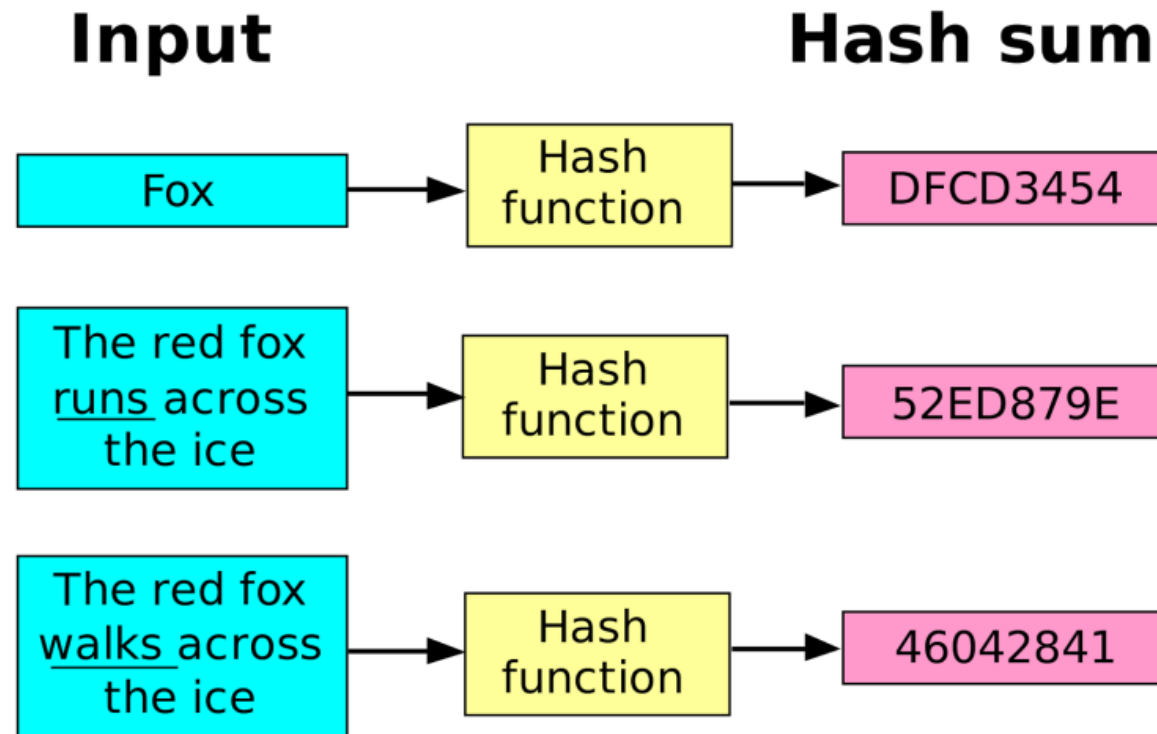 Input
Hash sum
Fox
Hash
function
DFCD3454
The red fox
runs across
the ice
Hash
function
52ED879E
The red fox
walks across
the ice
Hash
function
46042841